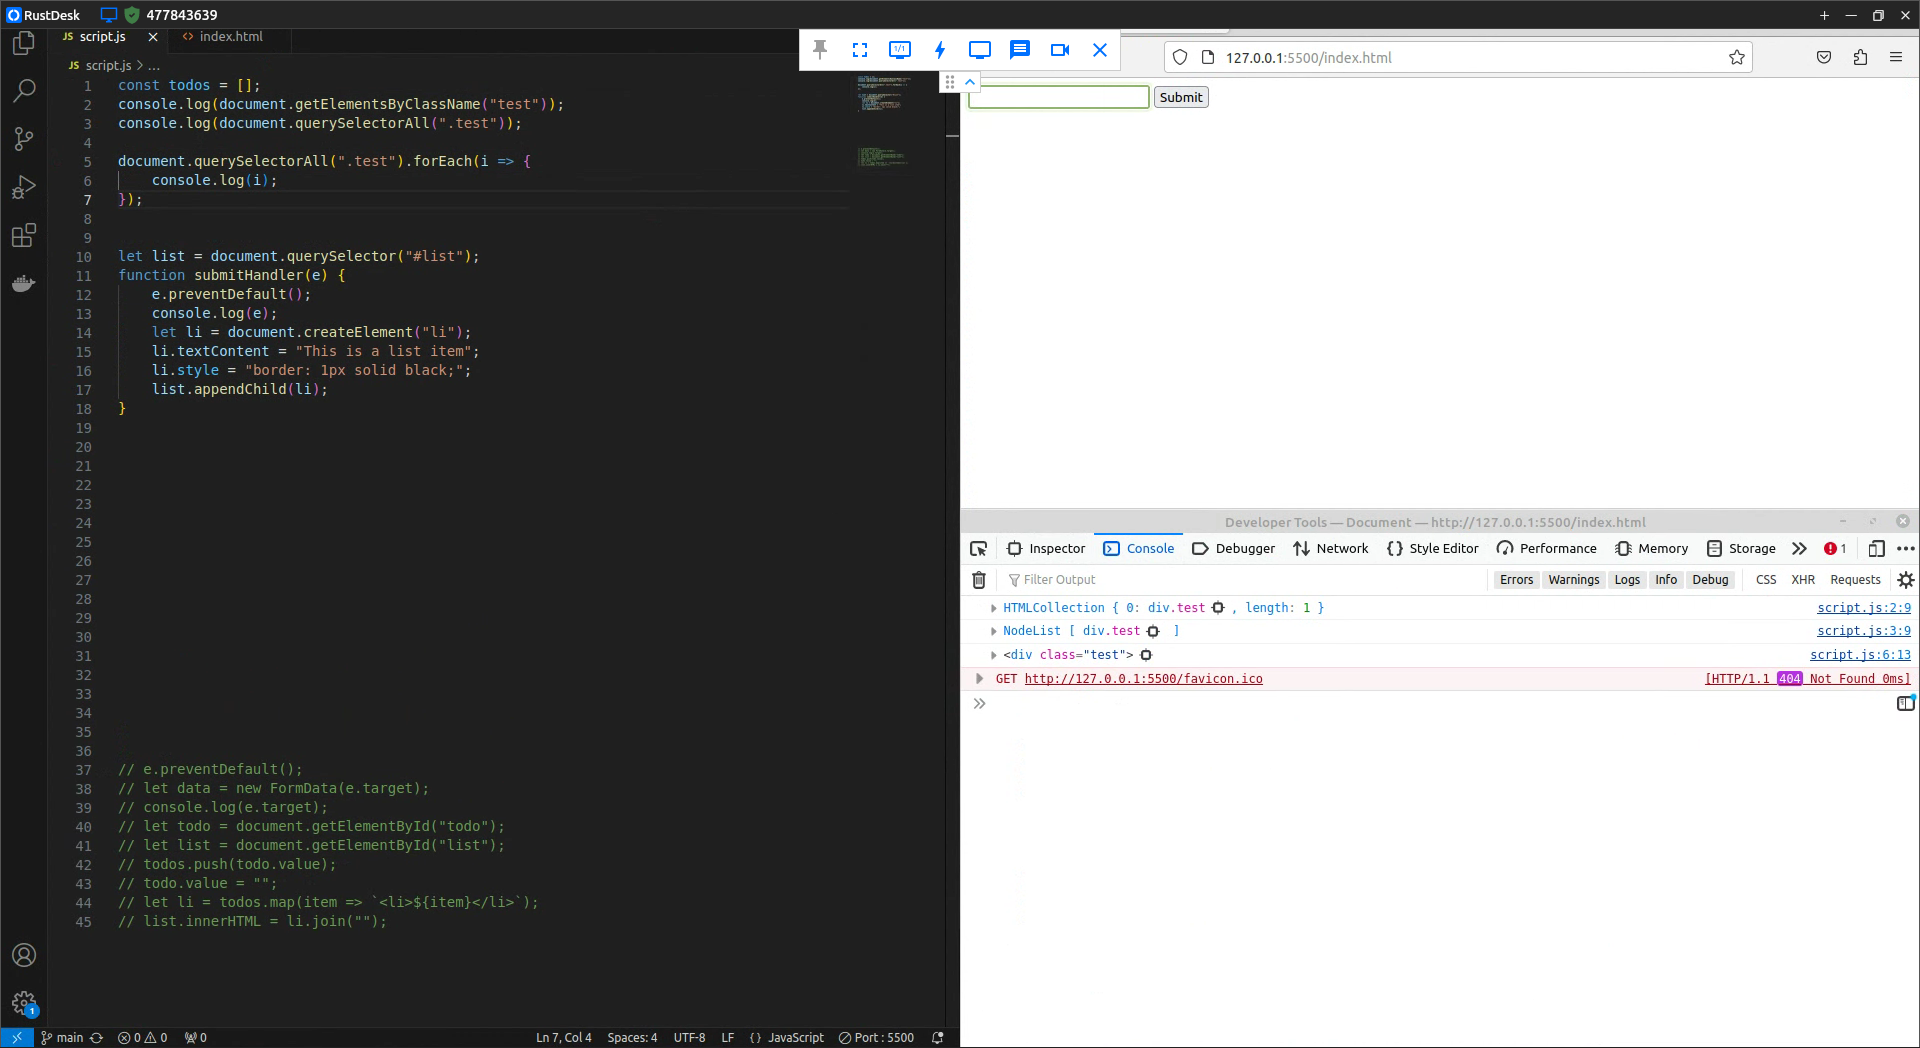 RustDesk 477843639
JS script.js
<> index.html
JS script.js > ...
1 const todos = [];
2 console.log(document.getElementsByClassName("test"));
3 console.log(document.querySelectorAll(".test"));
4
5 document.querySelectorAll(".test").forEach(i => {
6 console.log(i);
7 });
8
9
10 let list = document.querySelector("#list");
11 function submitHandler(e) {
12 e.preventDefault();
13 console.log(e);
14 let li = document.createElement("li");
15 li.textContent = "This is a list item";
16 li.style = "border: 1px solid black;";
17 list.appendChild(li);
18 }
19
20
21
22
23
24
25
26
27
28
29
30
31
32
33
34
35
36
37 // e.preventDefault();
38 // let data = new FormData(e.target);
39 // console.log(e.target);
40 // let todo = document.getElementById("todo");
41 // let list = document.getElementById("list");
42 // todos.push(todo.value);
43 // todo.value = "";
44 // let li = todos.map(item => `<li>${item}</li>`);
45 // list.innerHTML = li.join("");
1
main 0 0 0 Ln 7, Col 4 Spaces: 4 UTF-8 LF {} JavaScript Port : 5500
1/1
127.0.0.1:5500/index.html
Submit
Developer Tools — Document — http://127.0.0.1:5500/index.html
Inspector Console Debugger Network {} Style Editor Performance Memory Storage 1
Filter Output Errors Warnings Logs Info Debug CSS XHR Requests
HTMLCollection { 0: div.test , length: 1 } script.js:2:9
NodeList [ div.test ] script.js:3:9
<div class="test"> script.js:6:13
GET http://127.0.0.1:5500/favicon.ico [HTTP/1.1 404 Not Found 0ms]